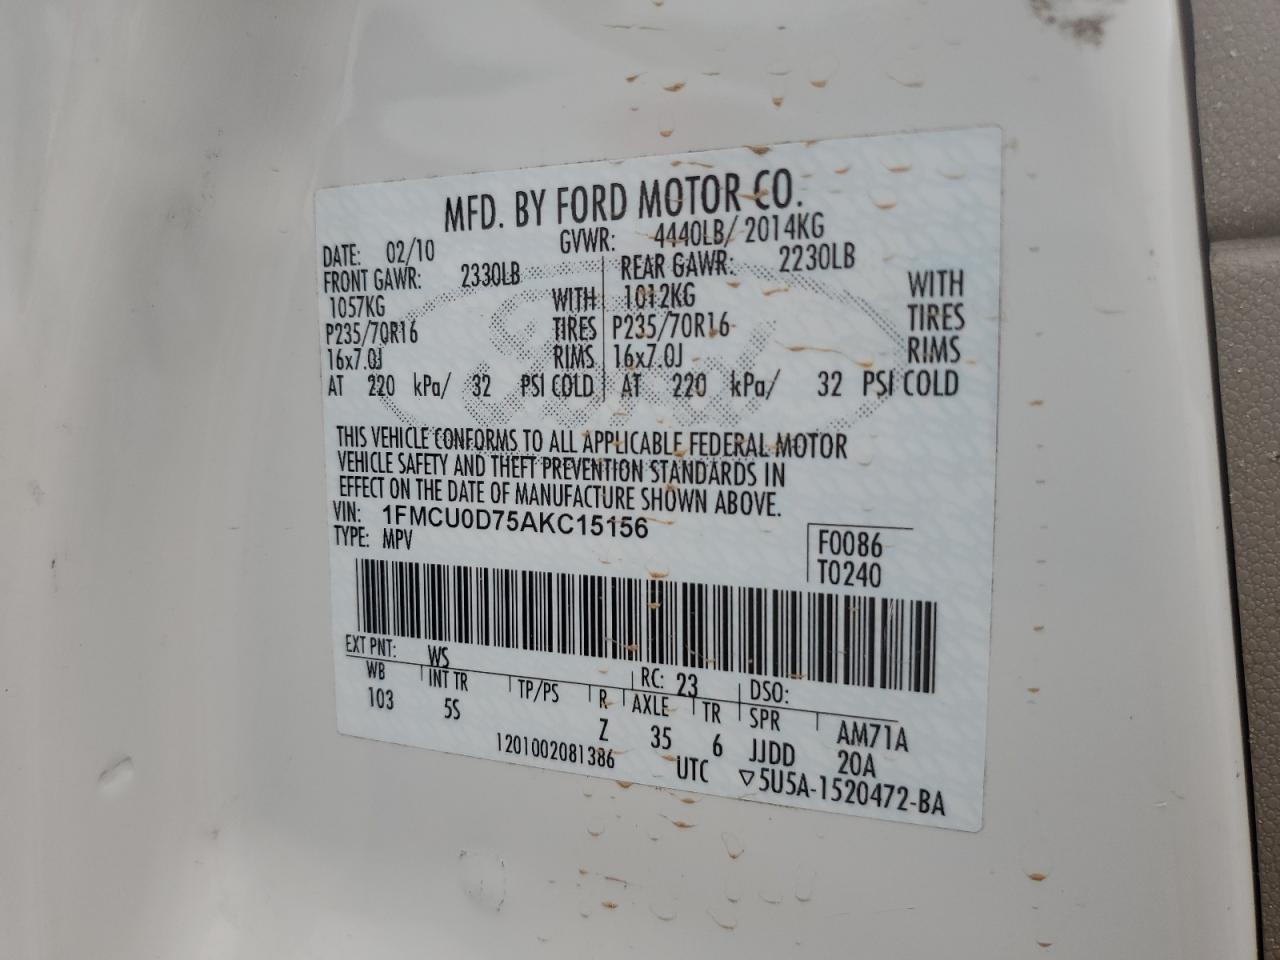 MFD. BY FORD MOTOR CO.
DATE: 02/10 GVWR: 4440LB/ 2014KG
FRONT GAWR: 2330LB REAR GAWR: 2230LB
1057KG WITH 1012KG WITH
P235/70R16 TIRES P235/70R16 TIRES
16x7.0J RIMS 16x7.0J RIMS
AT 220 kPa/ 32 PSI COLD AT 220 kPa/ 32 PSI COLD
THIS VEHICLE CONFORMS TO ALL APPLICABLE FEDERAL MOTOR
VEHICLE SAFETY AND THEFT PREVENTION STANDARDS IN
EFFECT ON THE DATE OF MANUFACTURE SHOWN ABOVE.
VIN: 1FMCU0D75AKC15156
TYPE: MPV
F0086
T0240
EXT PNT: WS RC: 23 DSO:
WB INT TR TP/PS R AXLE TR SPR AM71A
103 5S Z 35 6 JJDD 20A
1201002081386 UTC ▽5U5A-1520472-BA